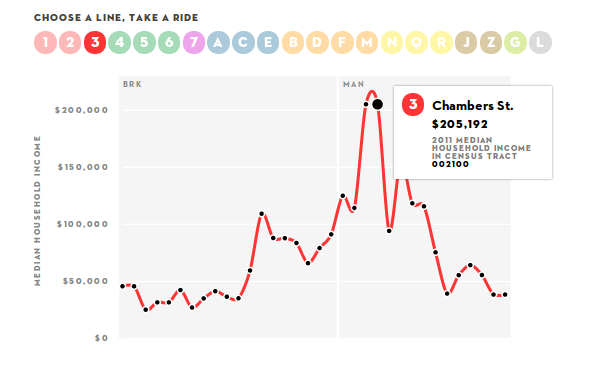 CHOOSE A LINE, TAKE A RIDE
1 2 3 4 5 6 7 A C E B D F M N Q R J Z G L
BRK
MAN
3
Chambers St.
$205,192
2011 MEDIAN
HOUSEHOLD INCOME
IN CENSUS TRACT
002100
$200,000
$150,000
$100,000
$50,000
$0
MEDIAN HOUSEHOLD INCOME